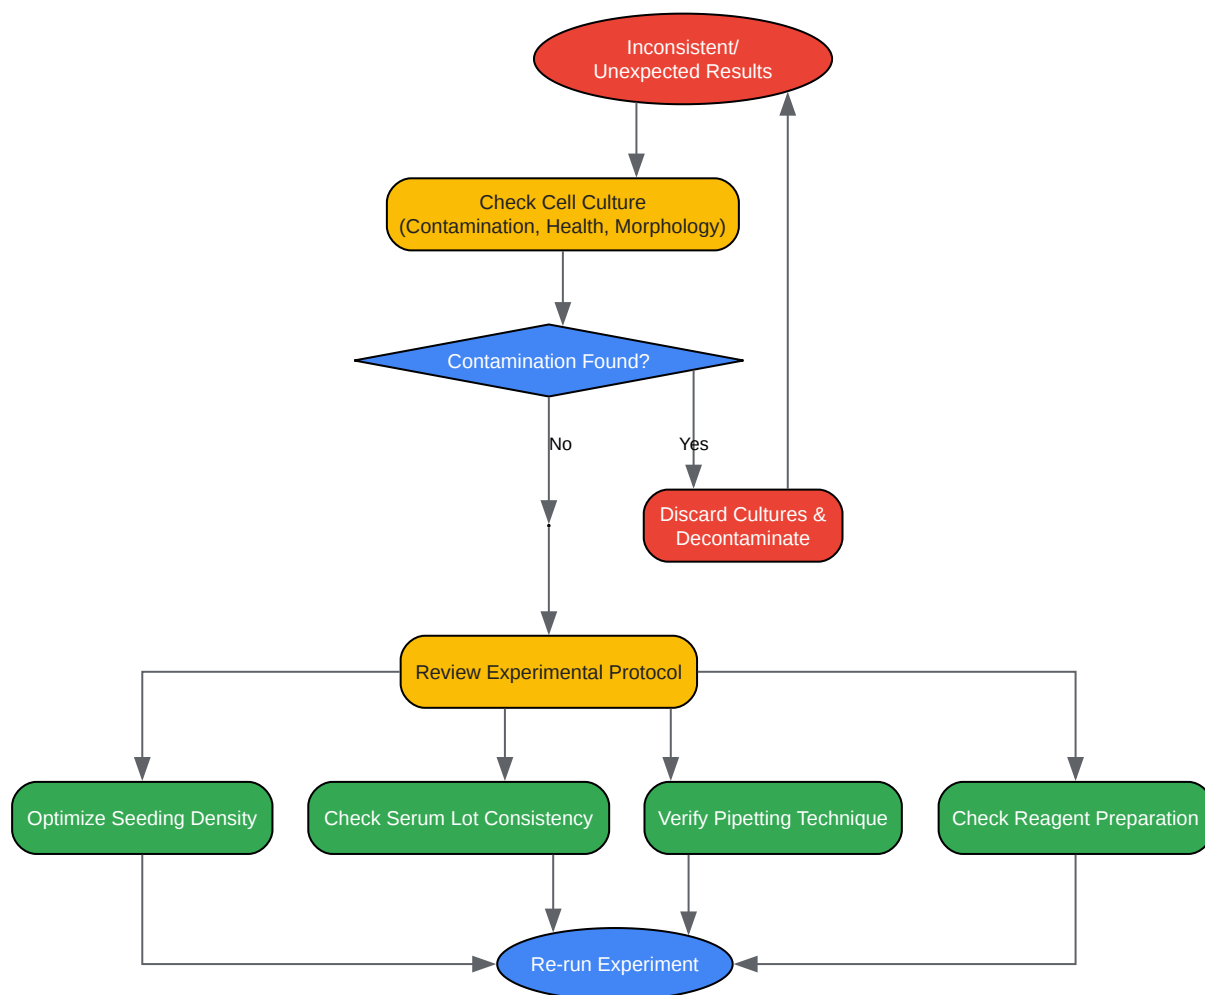 Inconsistent/
Unexpected Results
Check Cell Culture
(Contamination, Health, Morphology)
Contamination Found?
No
Yes
Discard Cultures &
Decontaminate
Review Experimental Protocol
Optimize Seeding Density
Check Serum Lot Consistency
Verify Pipetting Technique
Check Reagent Preparation
Re-run Experiment